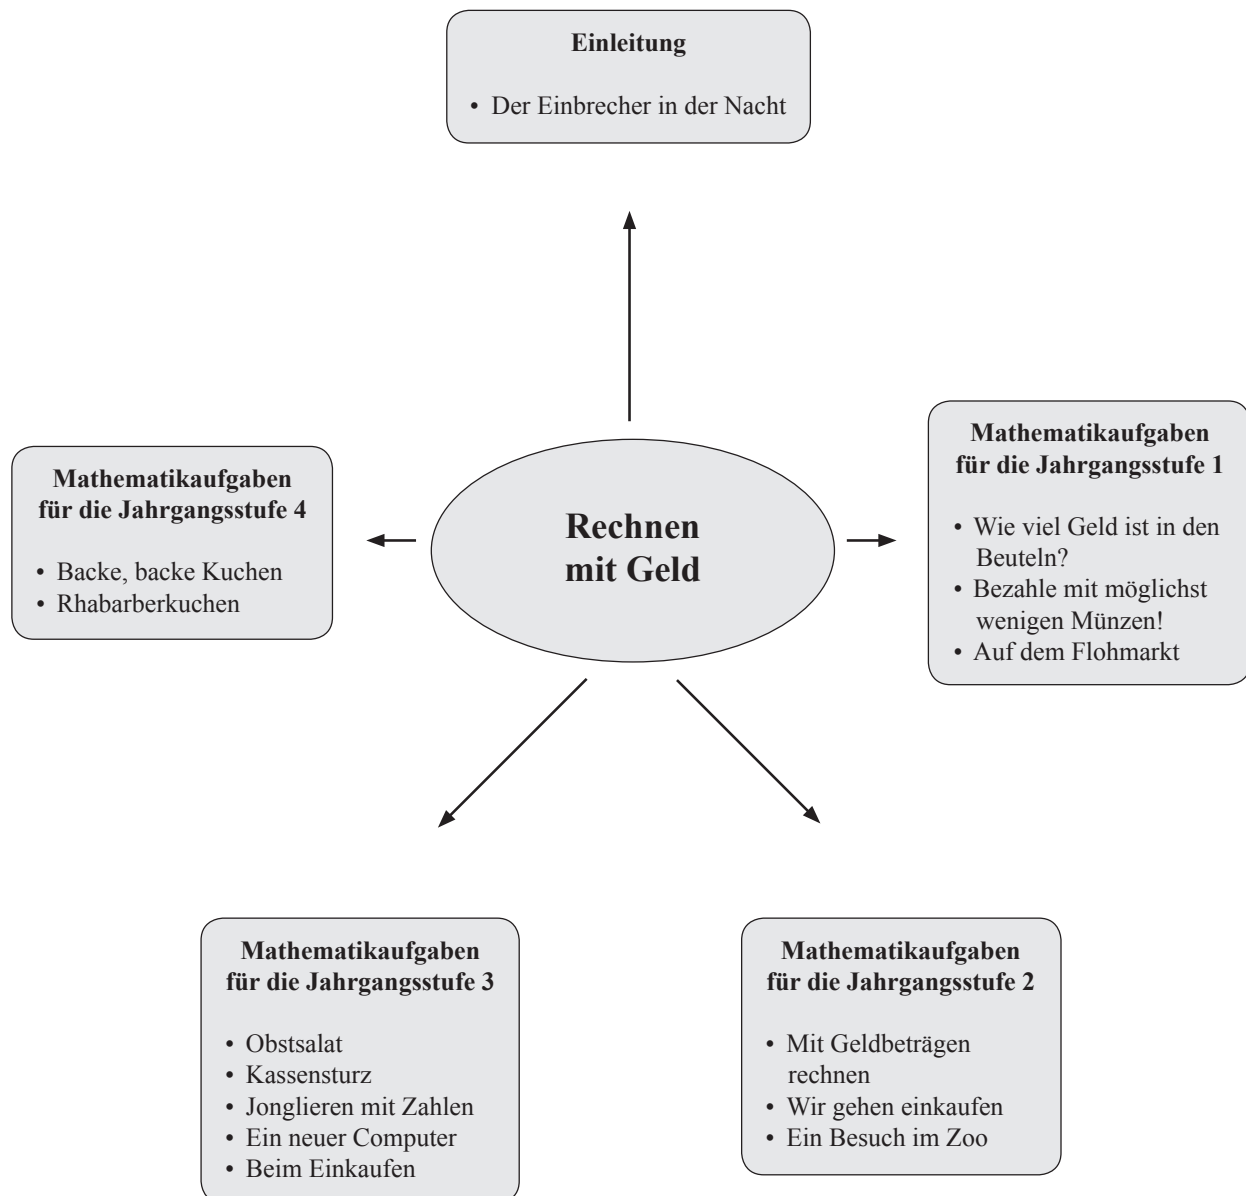 Einleitung
• Der Einbrecher in der Nacht
Mathematikaufgaben
für die Jahrgangsstufe 1
• Wie viel Geld ist in den
Beuteln?
• Bezahle mit möglichst
wenigen Münzen!
• Auf dem Flohmarkt
Mathematikaufgaben
für die Jahrgangsstufe 4
• Backe, backe Kuchen
• Rhabarberkuchen
Rechnen
mit Geld
Mathematikaufgaben
für die Jahrgangsstufe 3
• Obstsalat
• Kassensturz
• Jonglieren mit Zahlen
• Ein neuer Computer
• Beim Einkaufen
Mathematikaufgaben
für die Jahrgangsstufe 2
• Mit Geldbeträgen
rechnen
• Wir gehen einkaufen
• Ein Besuch im Zoo